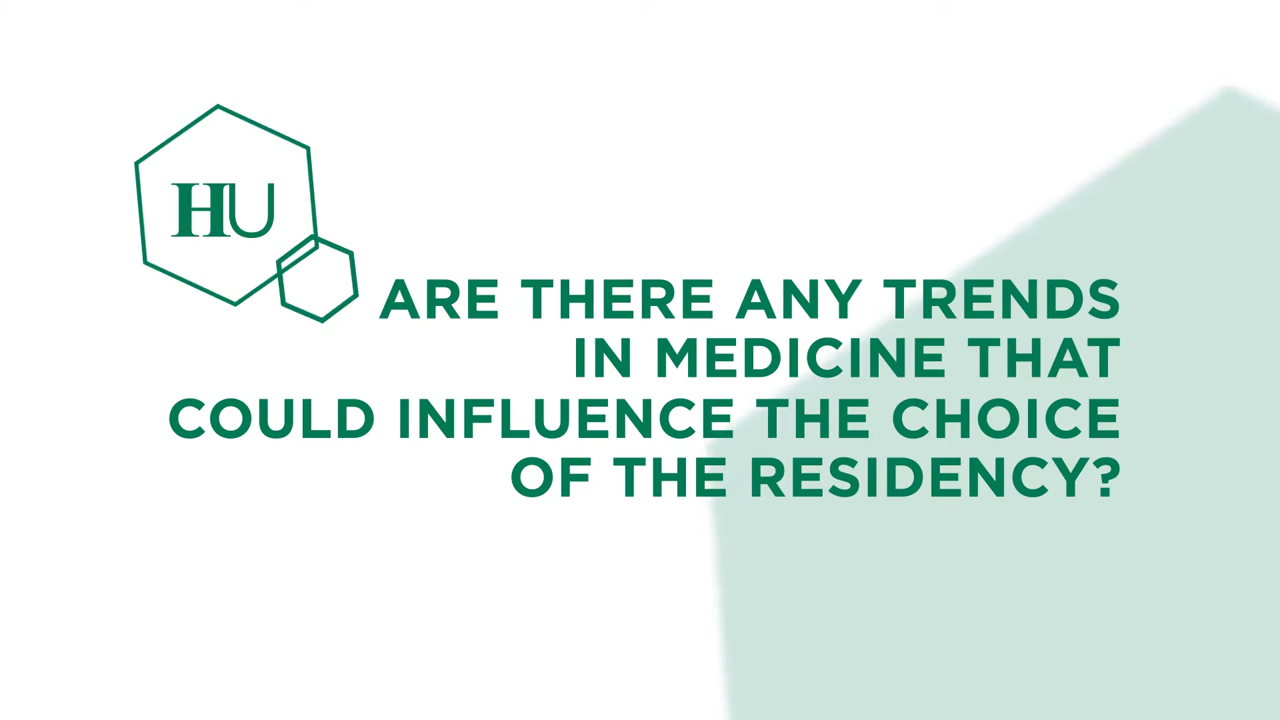 HU
ARE THERE ANY TRENDS
IN MEDICINE THAT
COULD INFLUENCE THE CHOICE
OF THE RESIDENCY?